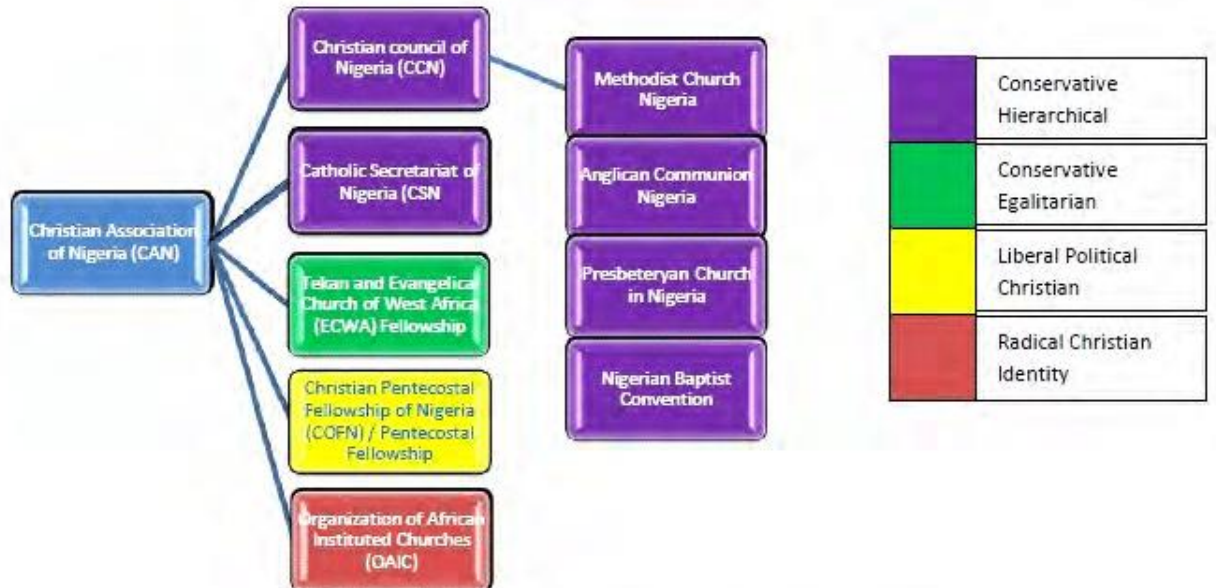 Christian Association
of Nigeria (CAN)
Christian council of
Nigeria (CCN)
Catholic Secretariat of
Nigeria (CSN
Tekan and Evangelical
Church of West Africa
(ECWA) Fellowship
Christian Pentecostal
Fellowship of Nigeria
(COFN) / Pentecostal
Fellowship
Organization of African
Instituted Churches
(OAIC)
Methodist Church
Nigeria
Anglican Communion
Nigeria
Presbeteryan Church
in Nigeria
Nigerian Baptist
Convention
Conservative
Hierarchical
Conservative
Egalitarian
Liberal Political
Christian
Radical Christian
Identity